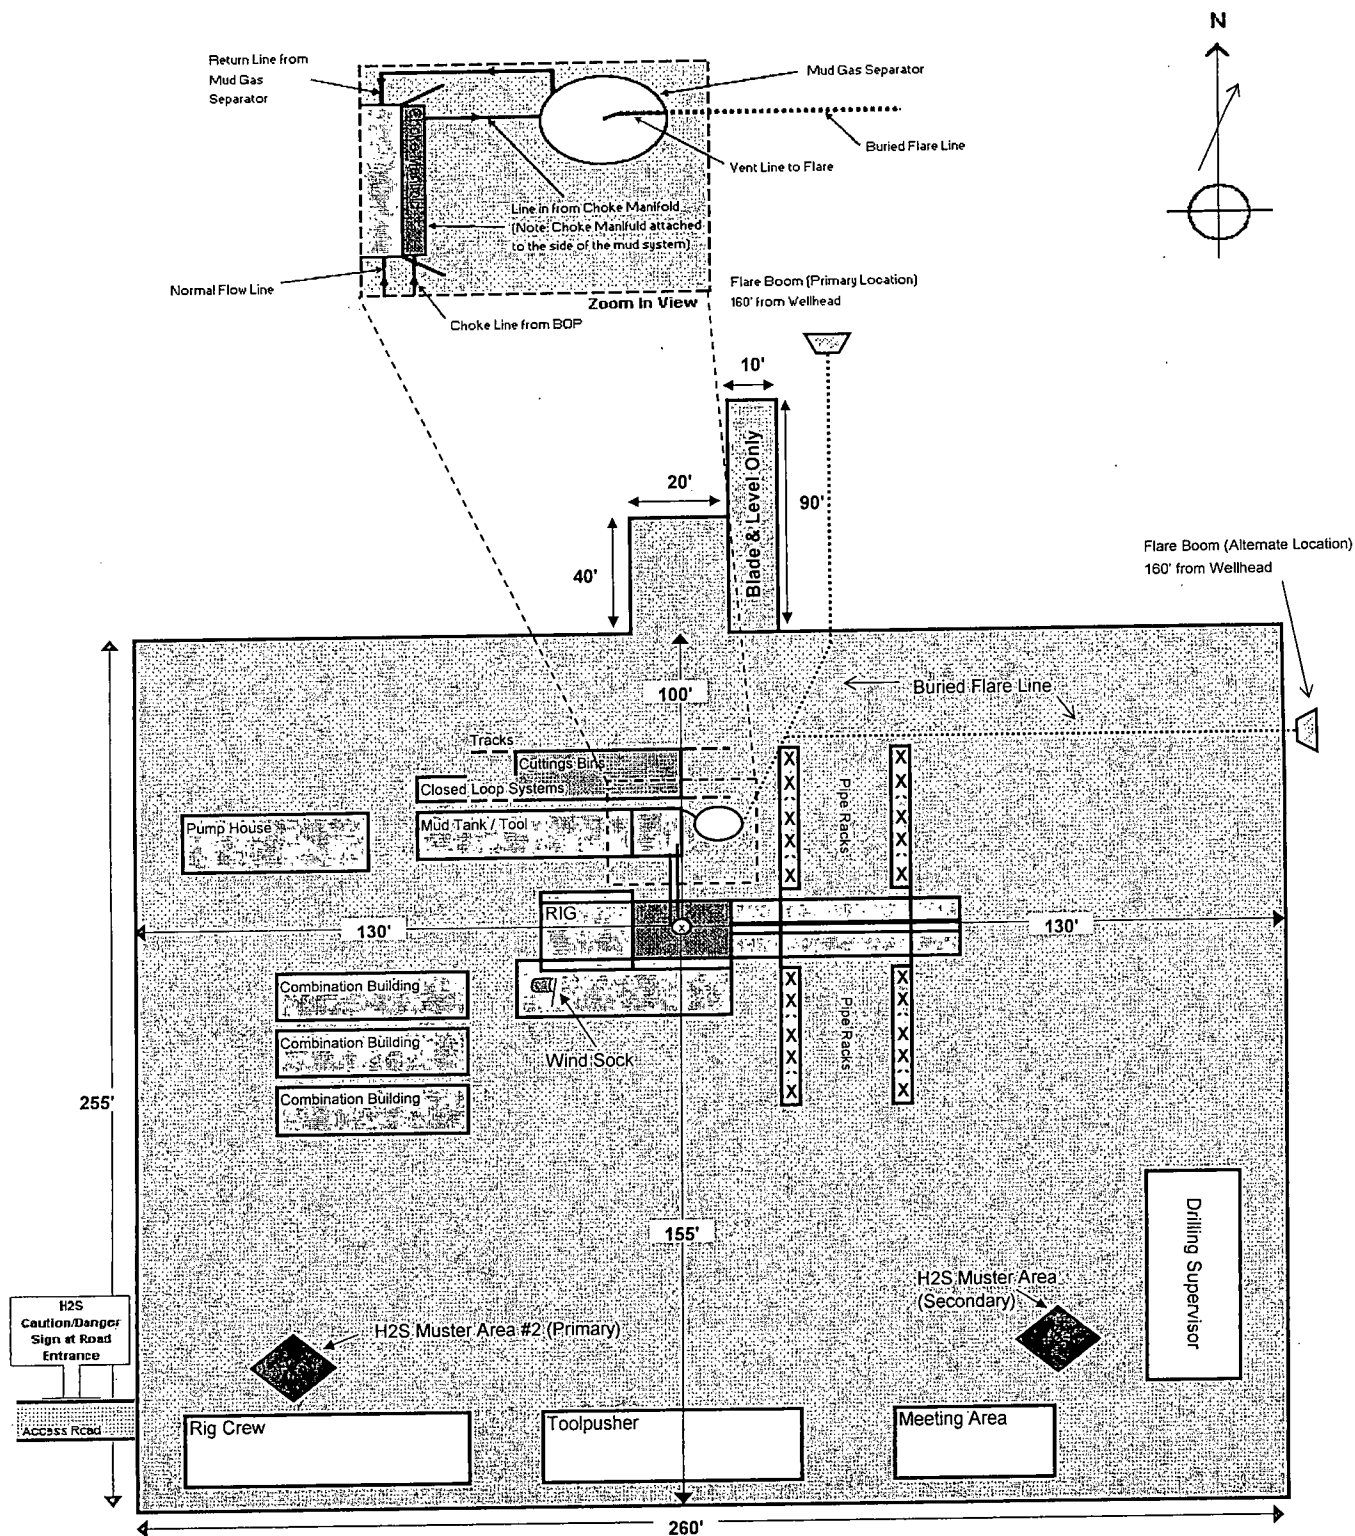 N
Return Line from
Mud Gas
Separator
Mud Gas Separator
Choke Manifold
Buried Flare Line
Vent Line to Flare
Line in from Choke Manifold
(Note: Choke Manifold attached
to the side of the mud system)
Normal Flow Line
Zoom In View
Choke Line from BOP
Flare Boom (Primary Location)
160' from Wellhead
10'
Blade & Level Only
90'
20'
40'
Flare Boom (Alternate Location)
160' from Wellhead
100'
Buried Flare Line
Tracks
Cuttings Bins
Closed Loop Systems
Pump House
Mud Tank / Tool
X
X
X
X
X
X
X
X
X
X
Pipe Racks
RIG
x
130'
130'
Combination Building
Combination Building
Combination Building
Wind Sock
X
X
X
X
X
X
X
X
X
X
Pipe Racks
255'
155'
Drilling Supervisor
H2S Muster Area
(Secondary)
H2S Muster Area #2 (Primary)
H2S
Caution/Danger
Sign at Road
Entrance
Access Road
Rig Crew
Toolpusher
Meeting Area
260'